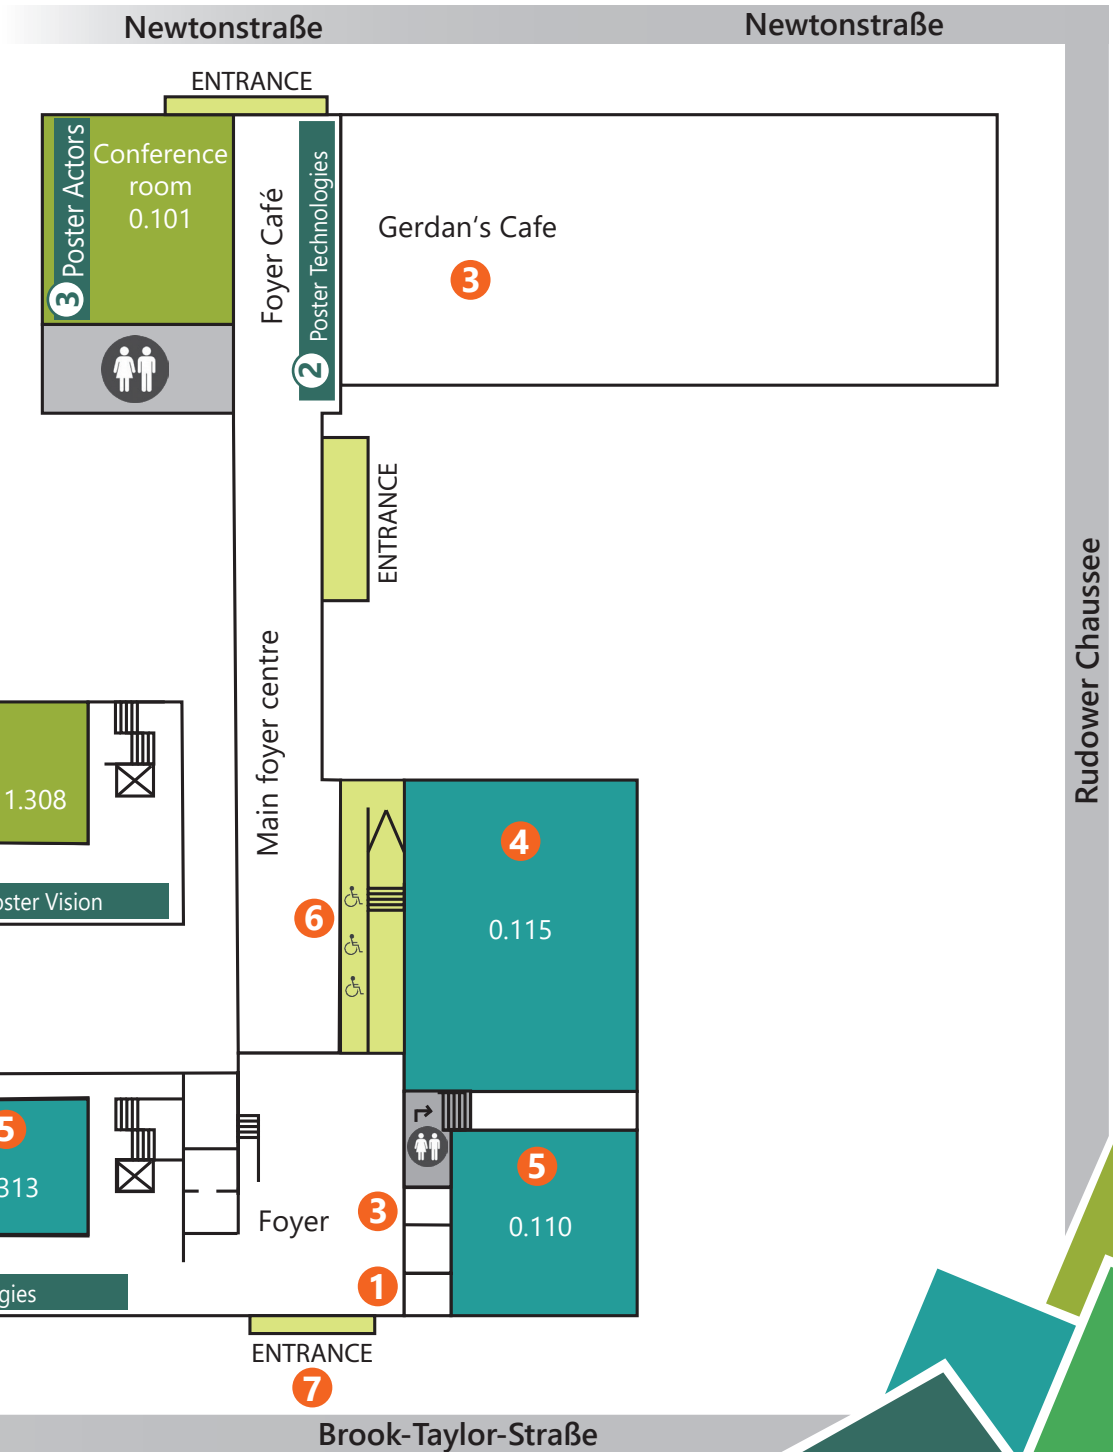 Newtonstraße
Newtonstraße
ENTRANCE
3 Poster Actors
Conference
room
0.101
Foyer Café
2 Poster Technologies
Gerdan‘s Cafe
3
ENTRANCE
Rudower Chaussee
Main foyer centre
1.308
oster Vision
4
6
0.115
5
313
5
0.110
Foyer
3
1
gies
ENTRANCE
7
Brook-Taylor-Straße